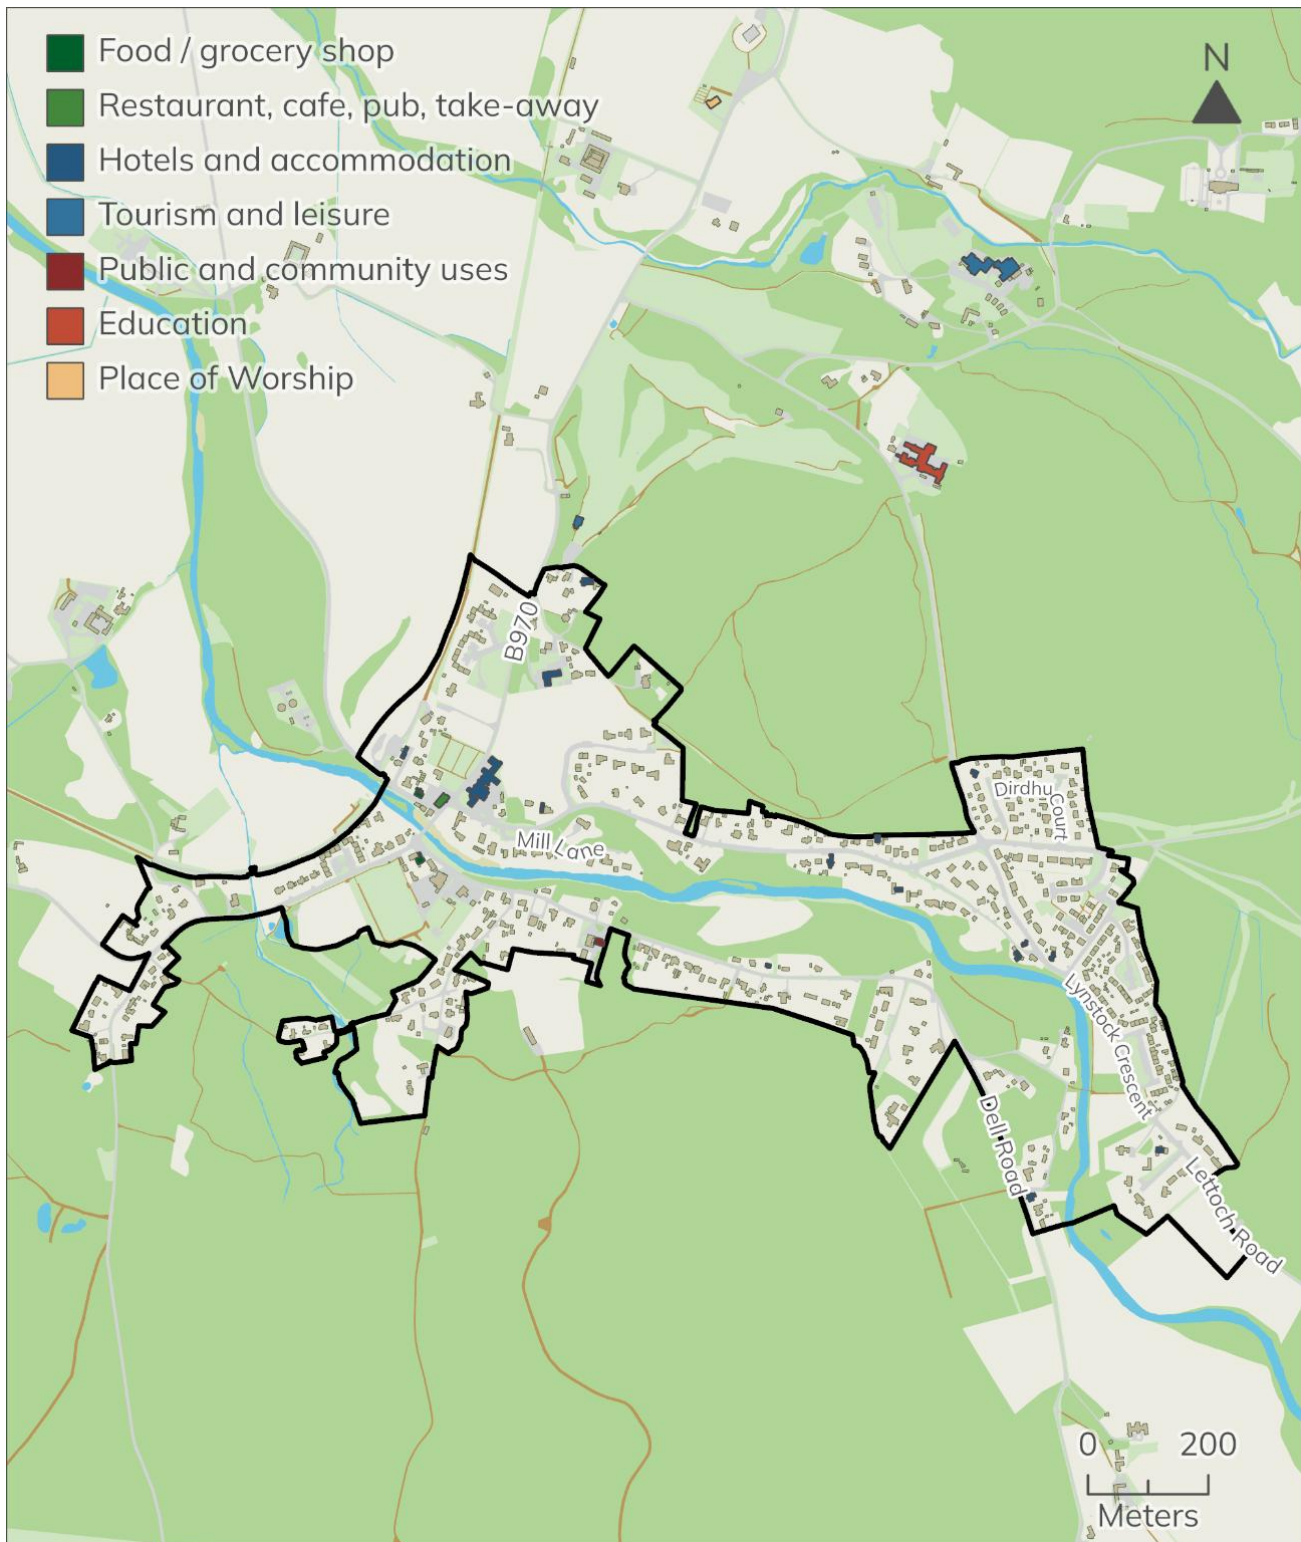 Food / grocery shop
Restaurant, cafe, pub, take-away
Hotels and accommodation
Tourism and leisure
Public and community uses
Education
Place of Worship
N
B970
Mill Lane
Dirdhu Court
Lynstock Crescent
Dell Road
Lettoch Road
0 200
Meters